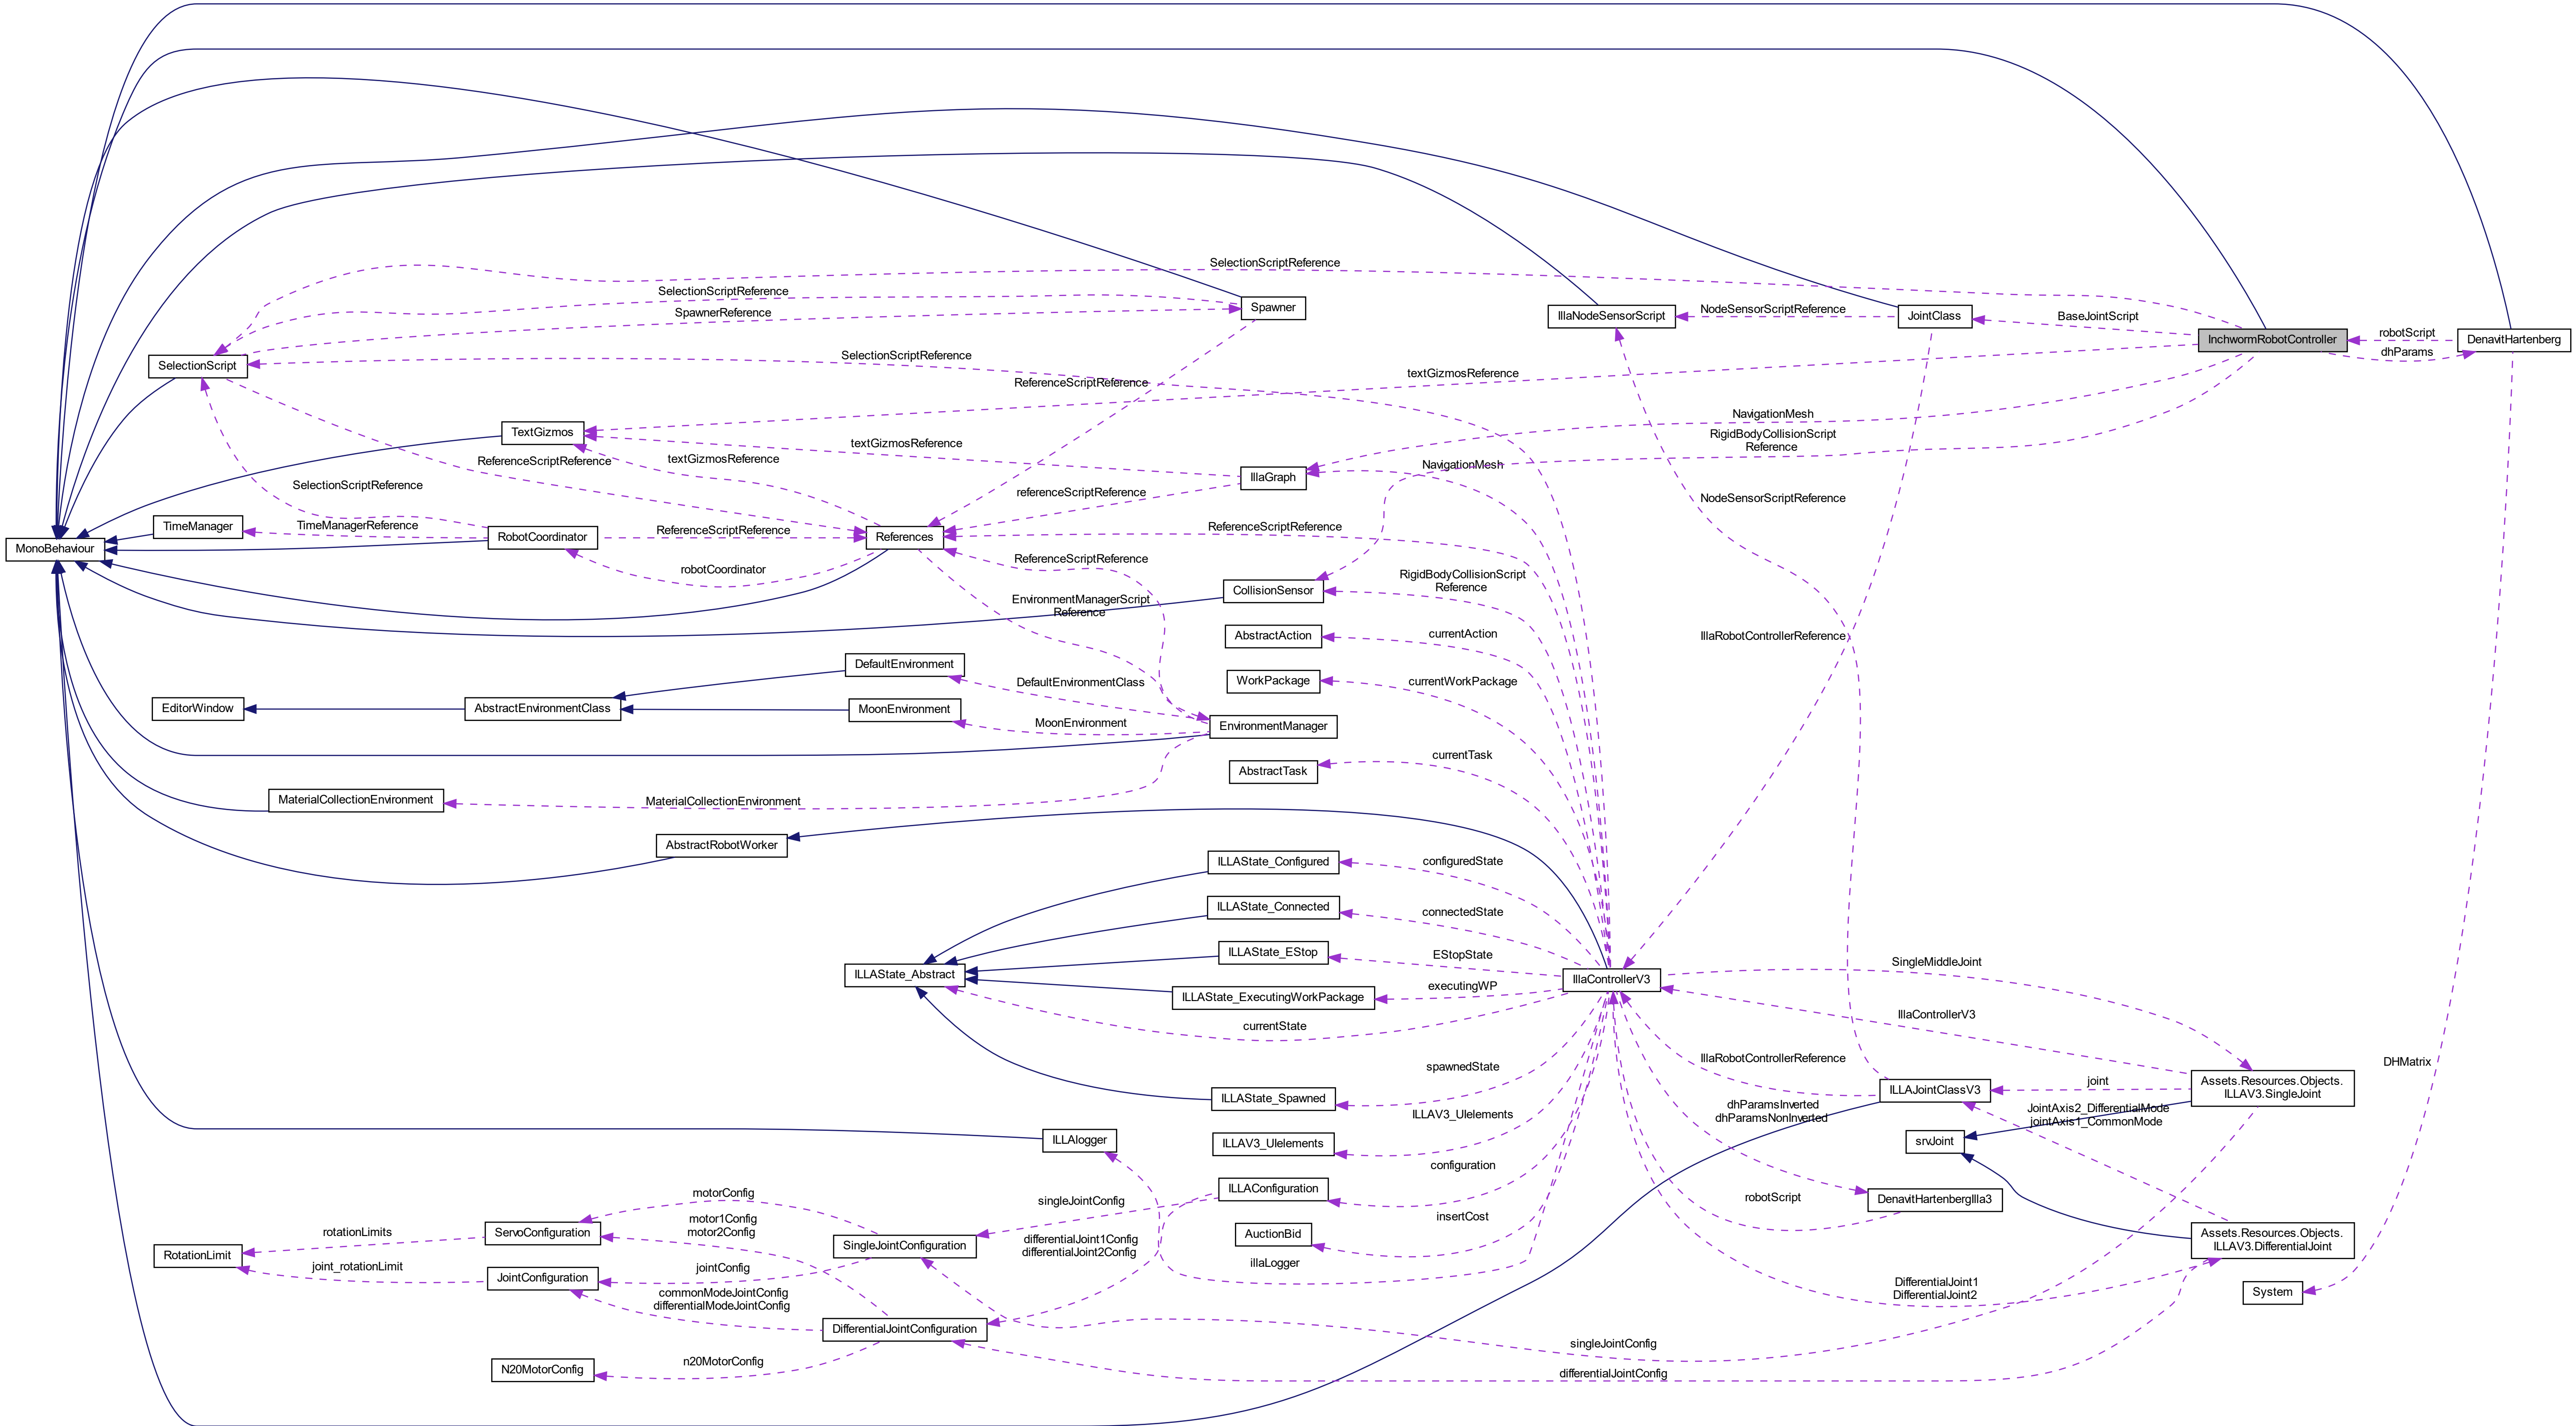 SelectionScriptReference
SelectionScriptReference
SpawnerReference
Spawner
IllaNodeSensorScript
NodeSensorScriptReference
JointClass
BaseJointScript
InchwormRobotController
robotScript
dhParams
DenavitHartenberg
SelectionScript
SelectionScriptReference
ReferenceScriptReference
textGizmosReference
TextGizmos
textGizmosReference
NavigationMesh
RigidBodyCollisionScript
Reference
ReferenceScriptReference
textGizmosReference
IllaGraph
NavigationMesh
SelectionScriptReference
referenceScriptReference
NodeSensorScriptReference
TimeManager
TimeManagerReference
RobotCoordinator
ReferenceScriptReference
References
ReferenceScriptReference
MonoBehaviour
robotCoordinator
ReferenceScriptReference
RigidBodyCollisionScript
Reference
CollisionSensor
EnvironmentManagerScript
Reference
AbstractAction
currentAction
IllaRobotControllerReference
DefaultEnvironment
DefaultEnvironmentClass
WorkPackage
currentWorkPackage
EditorWindow
AbstractEnvironmentClass
MoonEnvironment
MoonEnvironment
EnvironmentManager
currentTask
AbstractTask
MaterialCollectionEnvironment
MaterialCollectionEnvironment
AbstractRobotWorker
ILLAState_Configured
configuredState
ILLAState_Connected
connectedState
ILLAState_EStop
EStopState
SingleMiddleJoint
ILLAState_Abstract
IllaControllerV3
ILLAState_ExecutingWorkPackage
executingWP
currentState
IllaControllerV3
spawnedState
IllaRobotControllerReference
DHMatrix
ILLAState_Spawned
ILLAJointClassV3
joint
Assets.Resources.Objects.
ILLAV3.SingleJoint
ILLAV3_UIelements
dhParamsInverted
dhParamsNonInverted
JointAxis2_DifferentialMode
jointAxis1_CommonMode
ILLAlogger
ILLAV3_UIelements
srvJoint
configuration
motorConfig
singleJointConfig
ILLAConfiguration
robotScript
DenavitHartenbergIlla3
rotationLimits
ServoConfiguration
motor1Config
motor2Config
insertCost
AuctionBid
RotationLimit
SingleJointConfiguration
differentialJoint1Config
differentialJoint2Config
Assets.Resources.Objects.
ILLAV3.DifferentialJoint
joint_rotationLimit
JointConfiguration
jointConfig
illaLogger
DifferentialJoint1
DifferentialJoint2
System
commonModeJointConfig
differentialModeJointConfig
DifferentialJointConfiguration
singleJointConfig
N20MotorConfig
n20MotorConfig
differentialJointConfig